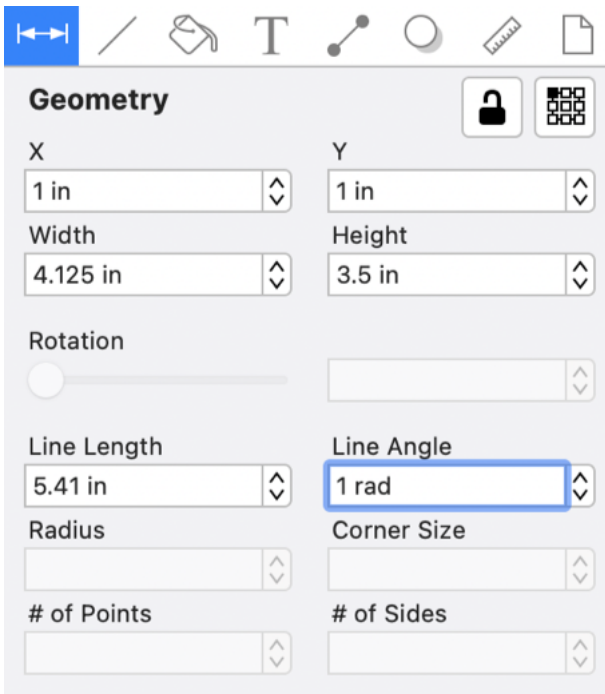 T
Geometry
X Y
1 in 1 in
Width Height
4.125 in 3.5 in
Rotation
Line Length Line Angle
5.41 in 1 rad
Radius Corner Size
# of Points # of Sides